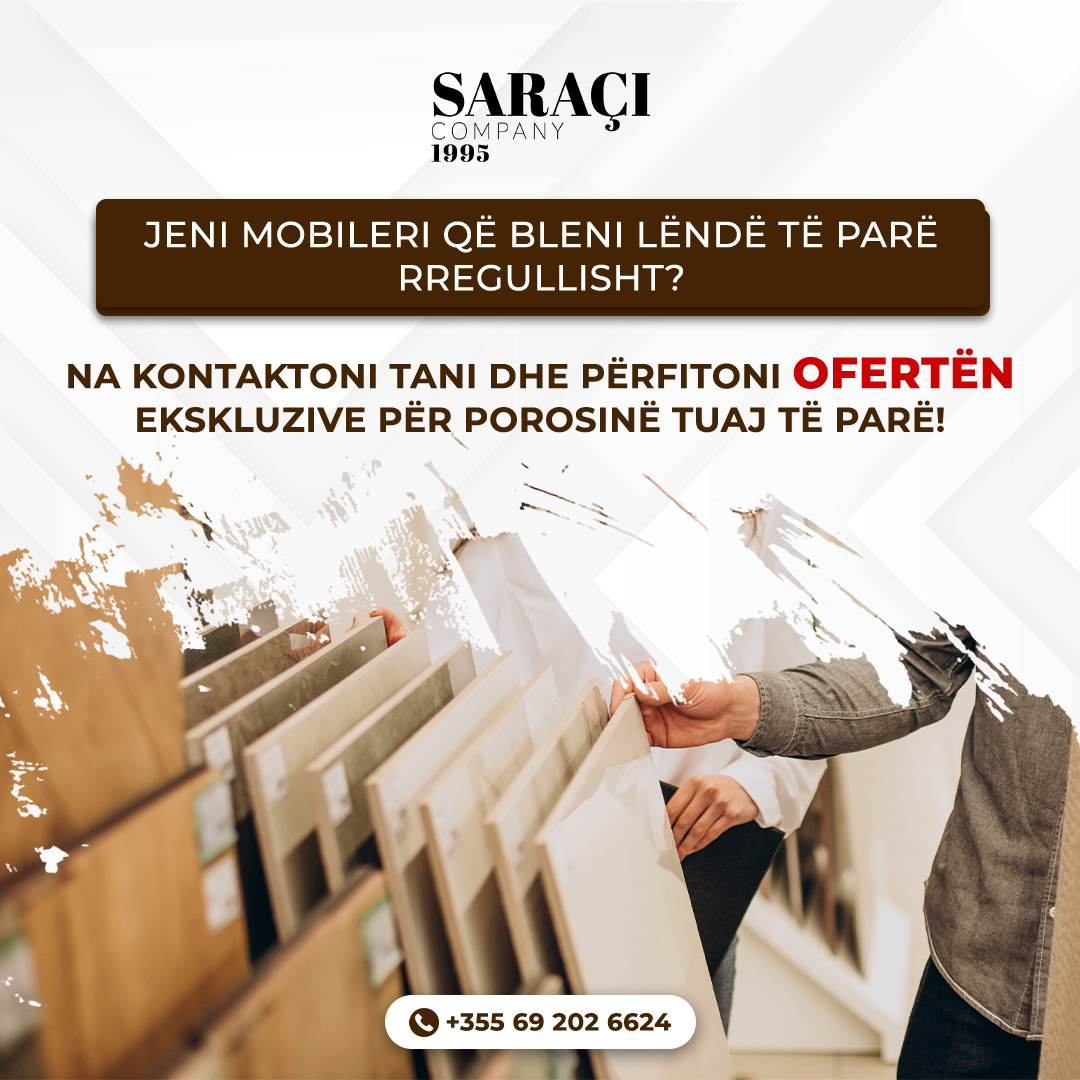 SARAÇI
COMPANY
1995
JENI MOBILERI QË BLENI LËNDË TË PARË
RREGULLISHT?
NA KONTAKTONI TANI DHE PËRFITONI OFERTËN
EKSKLUZIVE PËR POROSINË TUAJ TË PARË!
+355 69 202 6624